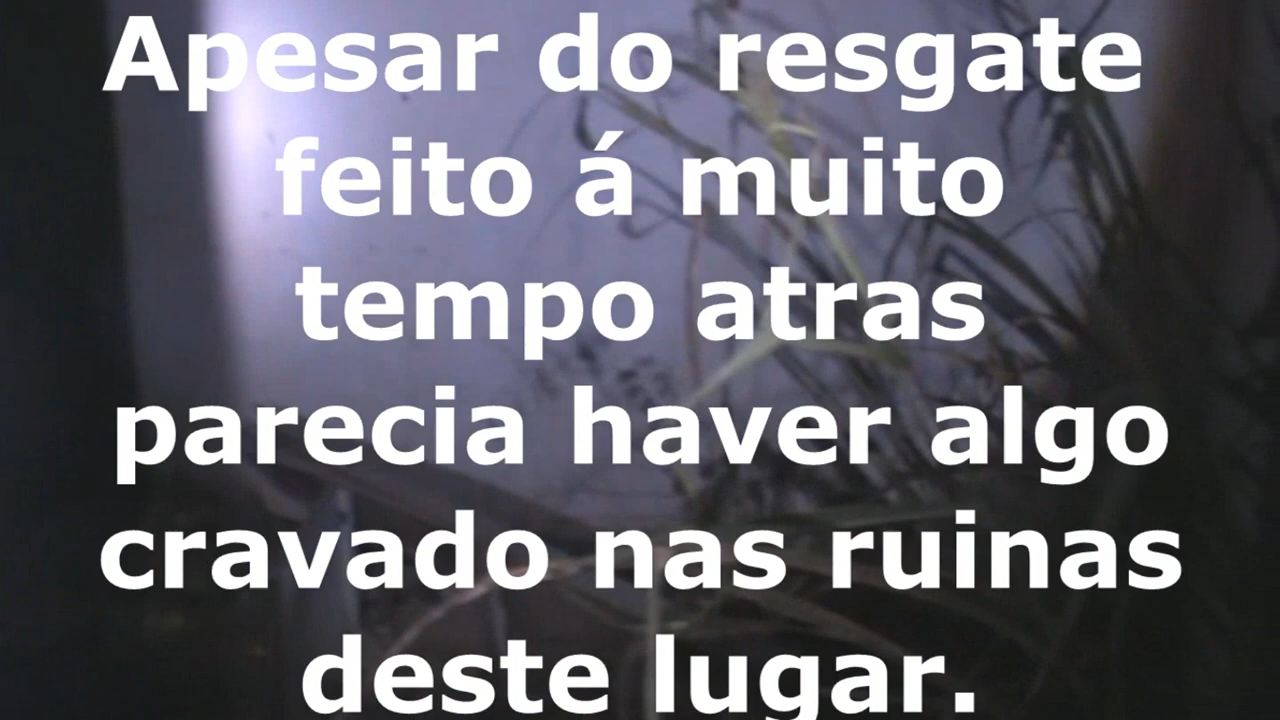 Apesar do resgate
feito á muito
tempo atras
parecia haver algo
cravado nas ruinas
deste lugar.